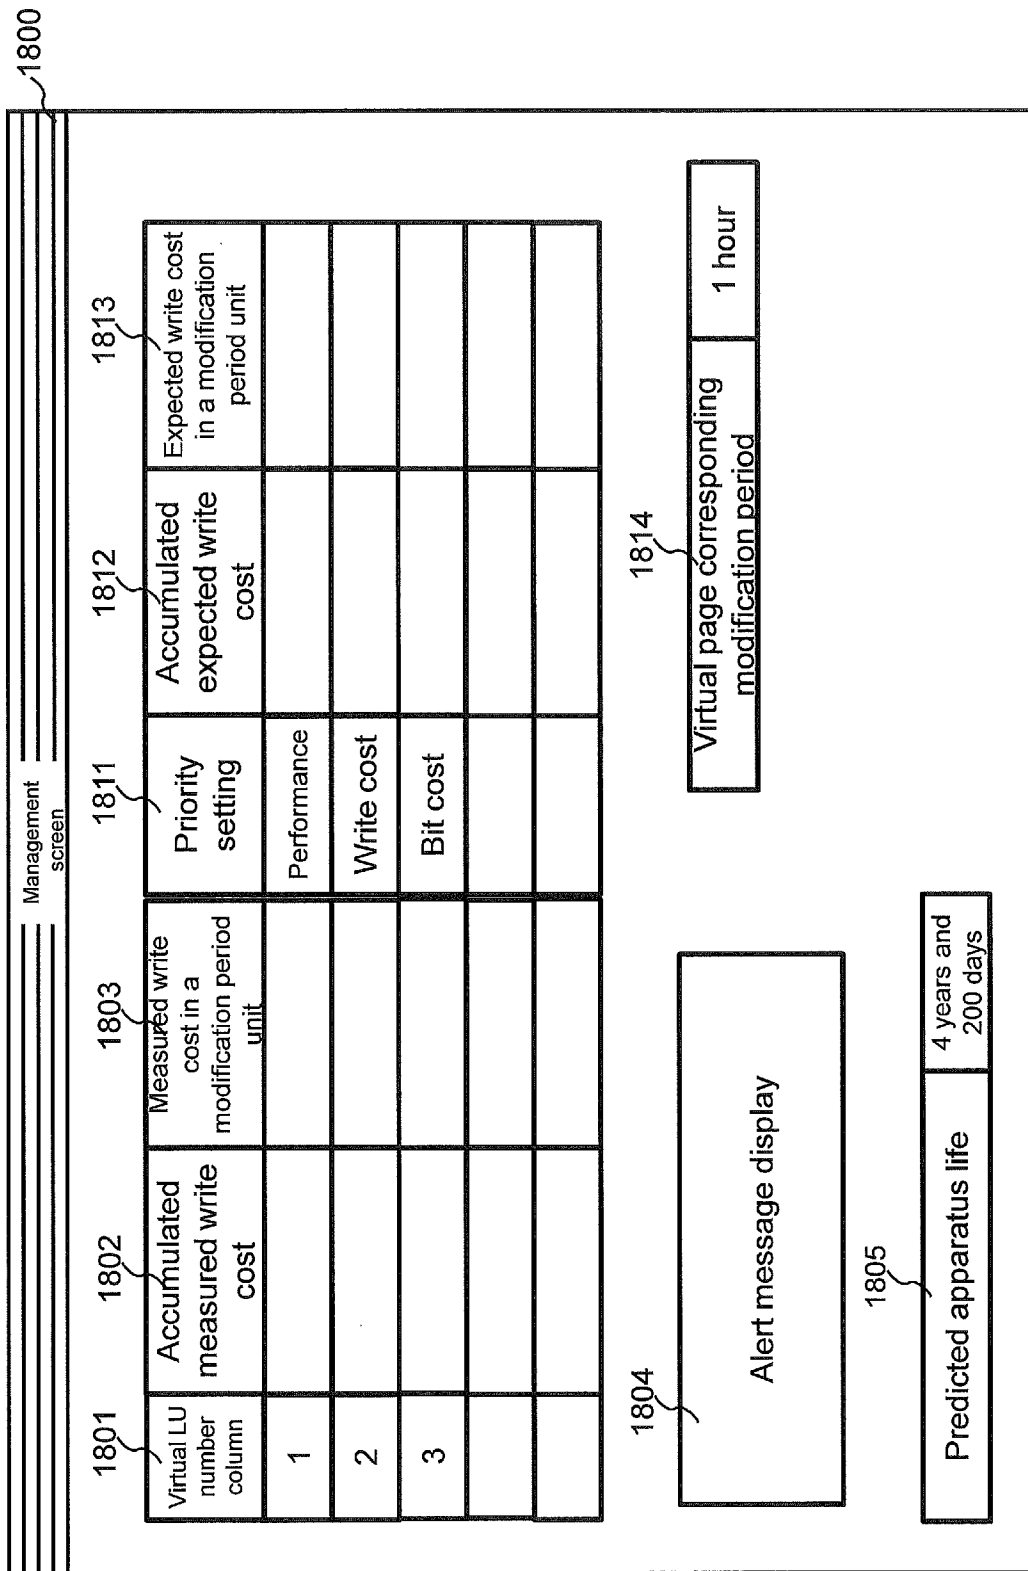 1800
Management
screen
1801
1802
1803
1811
1812
1813
Virtual LU
number
column
Accumulated
measured write
cost
Measured write
cost in a
modification period
unit
Priority
setting
Accumulated
expected write
cost
Expected write cost
in a modification
period unit
1
Performance
2
Write cost
3
Bit cost
1804
Alert message display
1814
Virtual page corresponding
modification period
1 hour
1805
Predicted apparatus life
4 years and
200 days